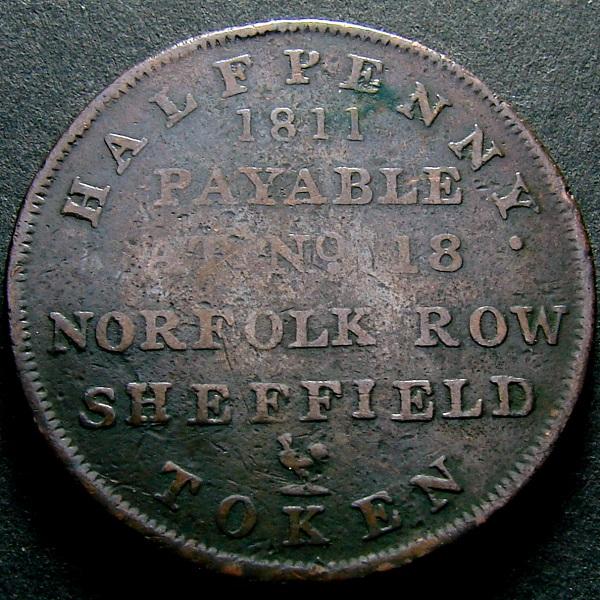 HALFPENNY.
1811
PAYABLE
AT No 18
NORFOLK ROW
SHEFFIELD
TOKEN